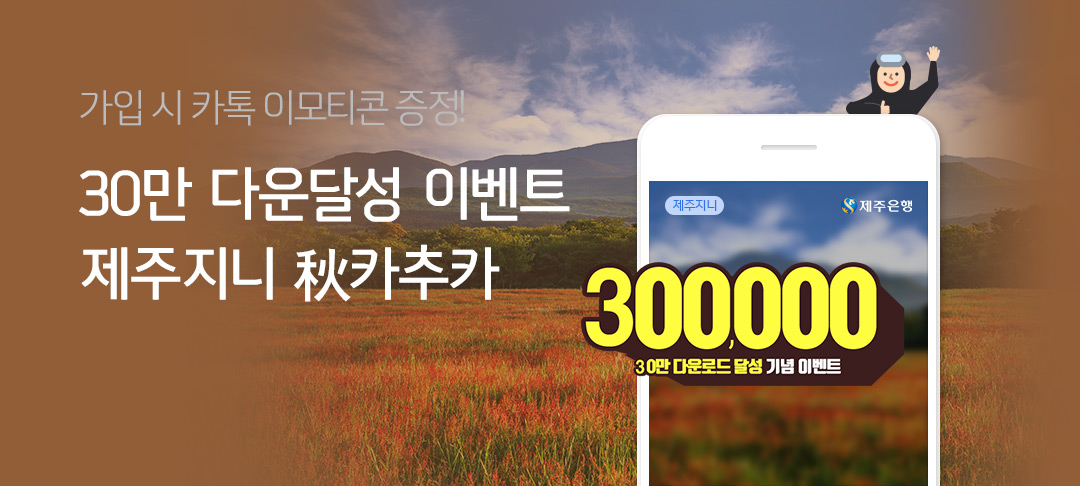 가입 시 카톡 이모티콘 증정!
30만 다운달성 이벤트
제주지니 秋카추카
제주지니
제주은행
300,000
30만 다운로드 달성 기념 이벤트